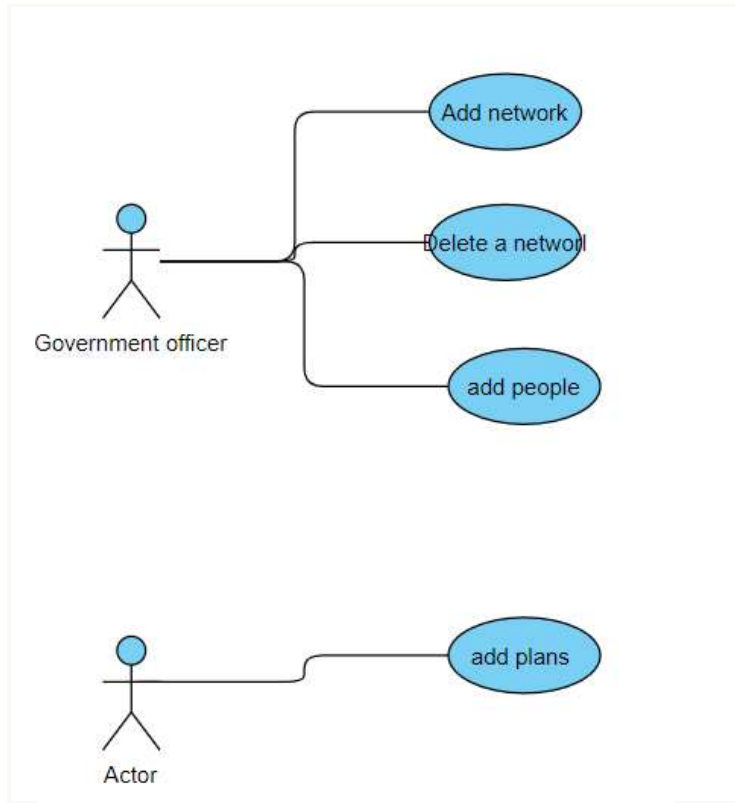 Add network
Delete a networl
Government officer
add people
add plans
Actor